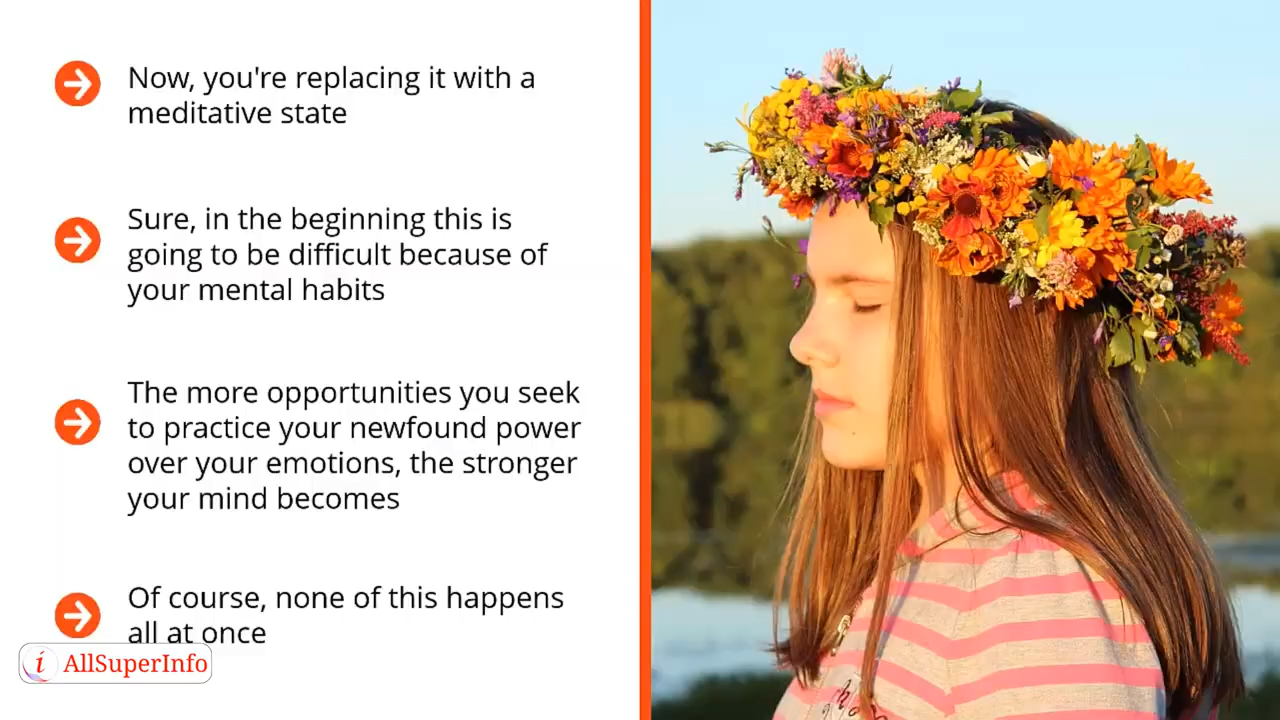 Now, you're replacing it with a
meditative state
Sure, in the beginning this is
going to be difficult because of
your mental habits
The more opportunities you seek
to practice your newfound power
over your emotions, the stronger
your mind becomes
Of course, none of this happens
all at once
i AllSuperInfo